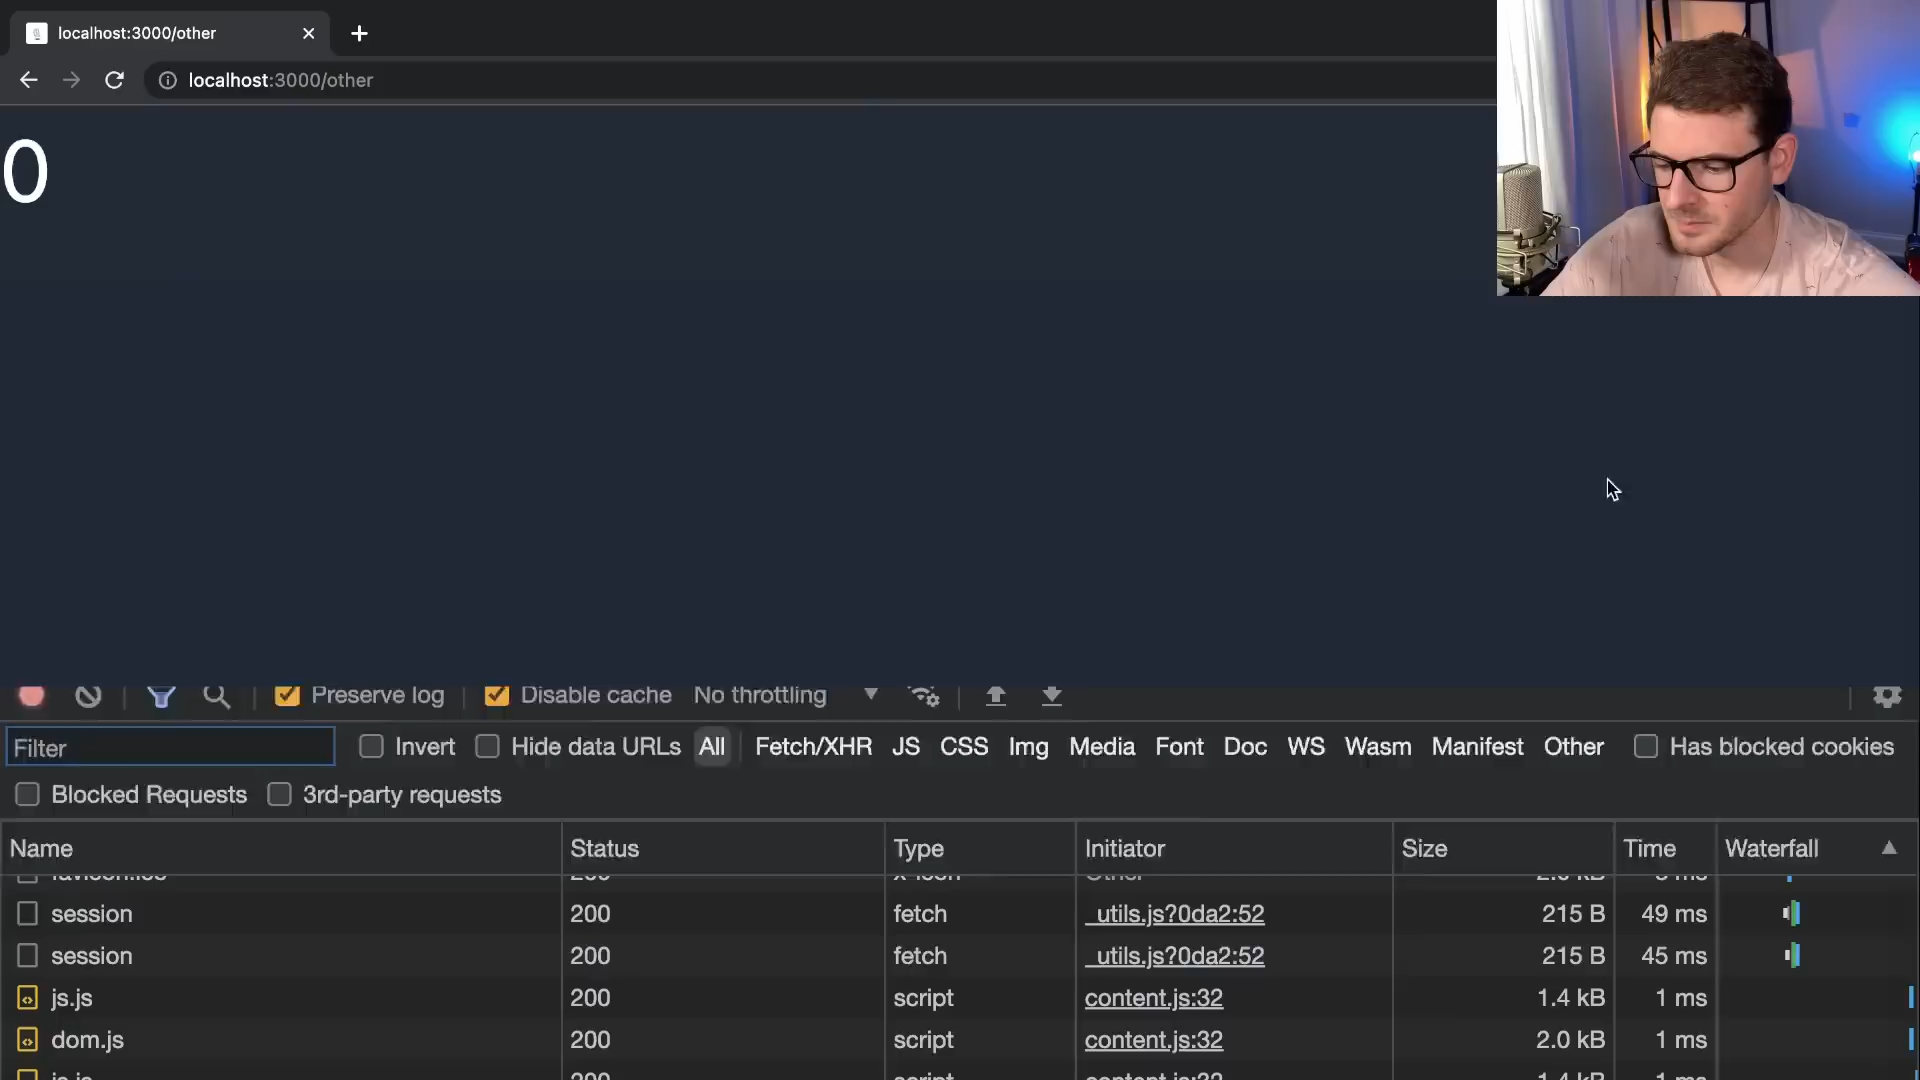 localhost:3000/other
localhost:3000/other
0
Preserve log
Disable cache
No throttling
Filter
Invert
Hide data URLs
All
Fetch/XHR
JS
CSS
Img
Media
Font
Doc
WS
Wasm
Manifest
Other
Has blocked cookies
Blocked Requests
3rd-party requests
Name Status Type Initiator Size Time Waterfall
session 200 fetch _utils.js?0da2:52 215 B 49 ms
session 200 fetch _utils.js?0da2:52 215 B 45 ms
js.js 200 script content.js:32 1.4 kB 1 ms
dom.js 200 script content.js:32 2.0 kB 1 ms